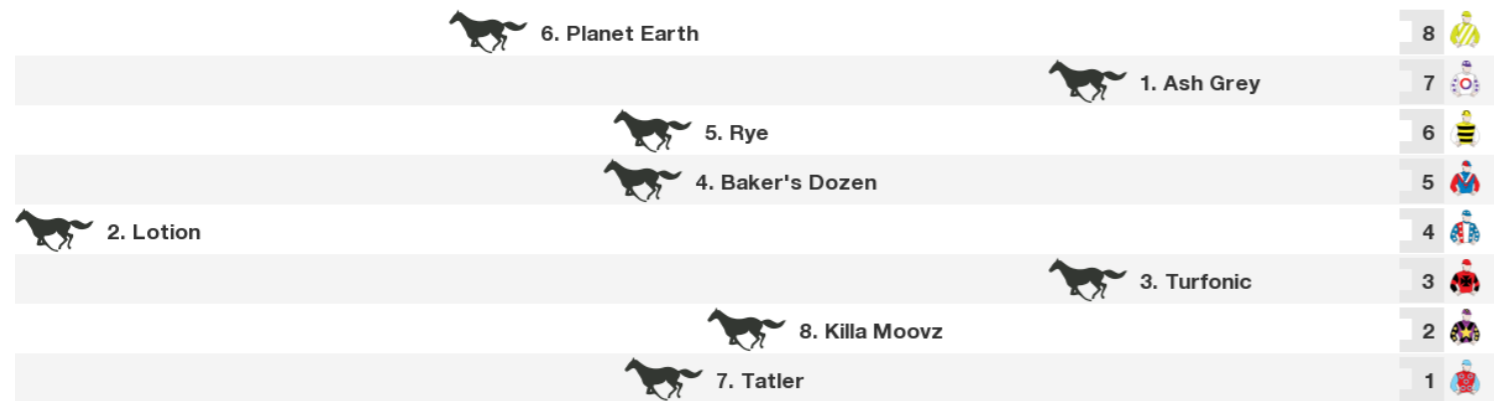 6. Planet Earth 8
1. Ash Grey 7
5. Rye 6
4. Baker's Dozen 5
2. Lotion 4
3. Turfonic 3
8. Killa Moovz 2
7. Tatler 1